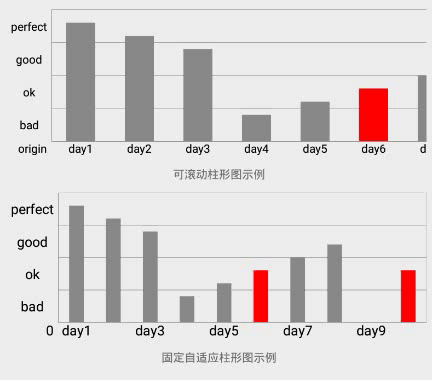 perfect
good
ok
bad
origin day1 day2 day3 day4 day5 day6 d
可滚动柱形图示例
perfect
good
ok
bad
0 day1 day3 day5 day7 day9
固定自适应柱形图示例